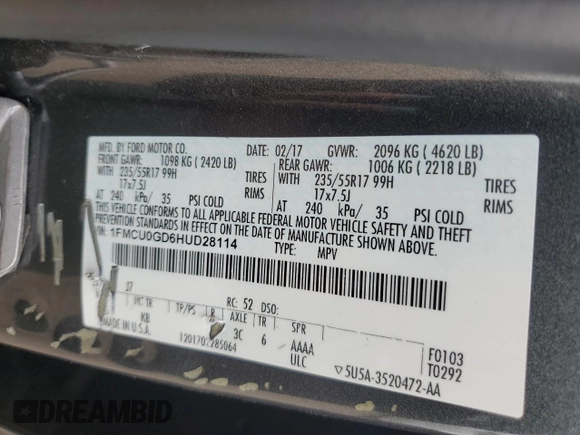 MFD. BY FORD MOTOR CO.
DATE: 02/17 GVWR: 2096 KG ( 4620 LB)
FRONT GAWR: 1098 KG ( 2420 LB) REAR GAWR: 1006 KG ( 2218 LB)
WITH 235/55R17 99H TIRES WITH 235/55R17 99H TIRES
17x7.5J RIMS 17x7.5J RIMS
AT 240 kPa/ 35 PSI COLD AT 240 kPa/ 35 PSI COLD
THIS VEHICLE CONFORMS TO ALL APPLICABLE FEDERAL MOTOR VEHICLE SAFETY AND THEFT
PREVENTION STANDARDS IN EFFECT ON THE DATE OF MANUFACTURE SHOWN ABOVE.
VIN: 1FMCU0GD6HUD28114 TYPE: MPV
RC: 52 DSO:
TR TP/PS R AXLE TR SPR
KB 3C 6 AAAA F0103
MADE IN U.S.A. ULC T0292
5U5A-3520472-AA
DREAMBID